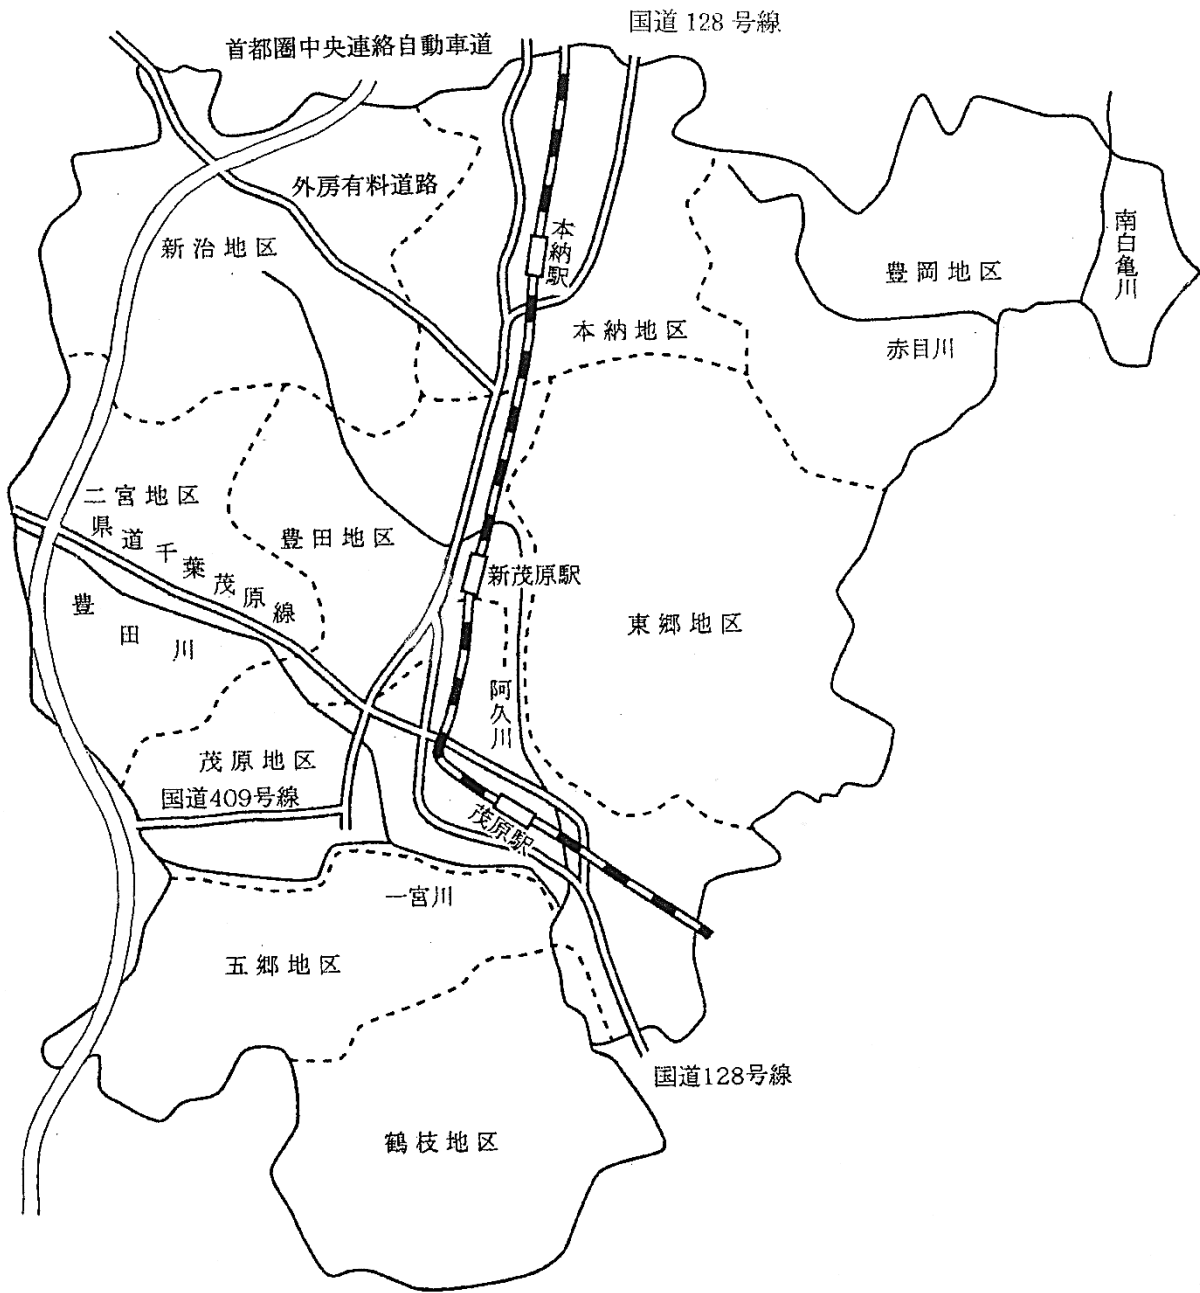 国道 128 号線
首都圏中央連絡自動車道
外房有料道路
新治地区
本納駅
南白亀川
豊岡地区
本納地区
赤目川
二宮地区
県道千葉茂原線
豊田地区
新茂原駅
豊田川
東郷地区
阿久川
茂原地区
国道409号線
茂原駅
一宮川
五郷地区
国道128号線
鶴枝地区